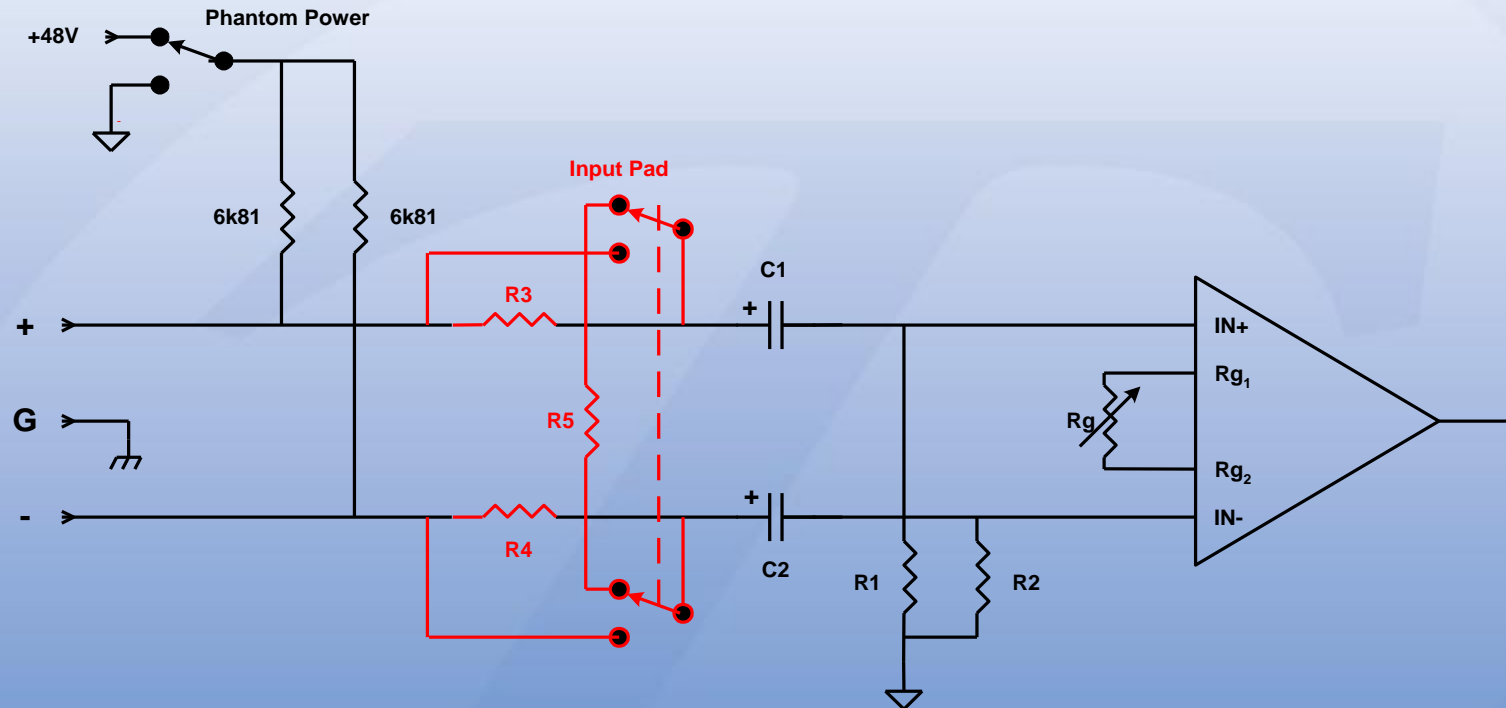 Phantom Power
+48V
Input Pad
6k81
6k81
C1
+
R3
+
IN+
Rg1
G
R5
Rg
Rg2
+
-
IN-
R4
C2
R1
R2